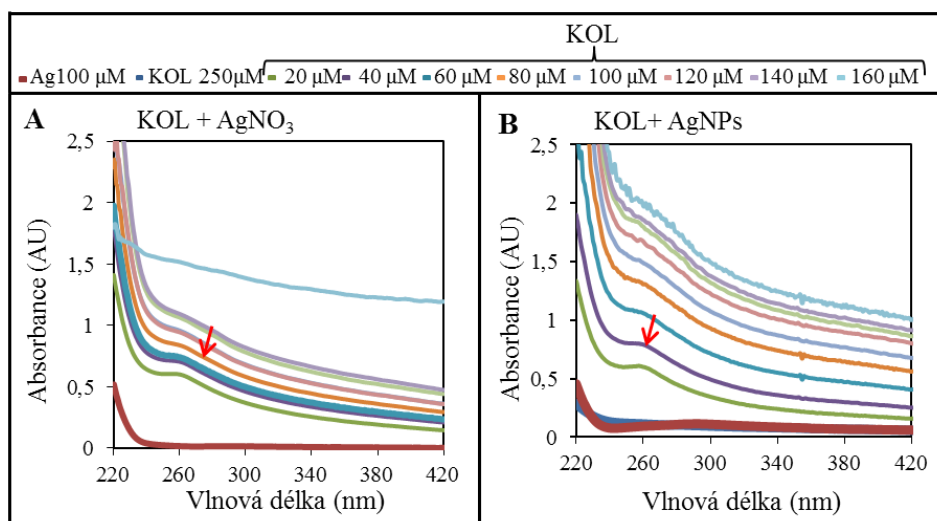 KOL
Ag100 µM KOL 250µM 20 µM 40 µM 60 µM 80 µM 100 µM 120 µM 140 µM 160µM
A
KOL + AgNO₃
2,5
2
1,5
1
0,5
0
Absorbance (AU)
220 260 300 340 380 420
Vlnová délka (nm)
B
KOL+ AgNPs
2,5
2
1,5
1
0,5
0
Absorbance (AU)
220 260 300 340 380 420
Vlnová délka (nm)